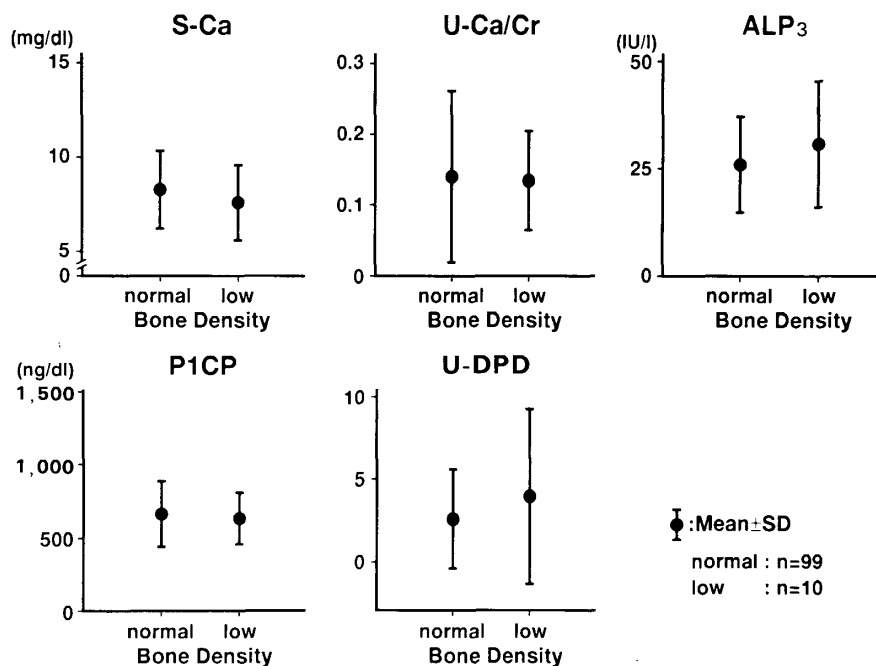 S-Ca
(mg/dl)
15
10
5
0
normal low
Bone Density
U-Ca/Cr
0.3
0.2
0.1
0
normal low
Bone Density
ALP3
(IU/l)
50
25
0
normal low
Bone Density
P1CP
(ng/dl)
1,500
1,000
500
0
normal low
Bone Density
U-DPD
10
5
0
normal low
Bone Density
:Mean±SD
normal : n=99
low : n=10